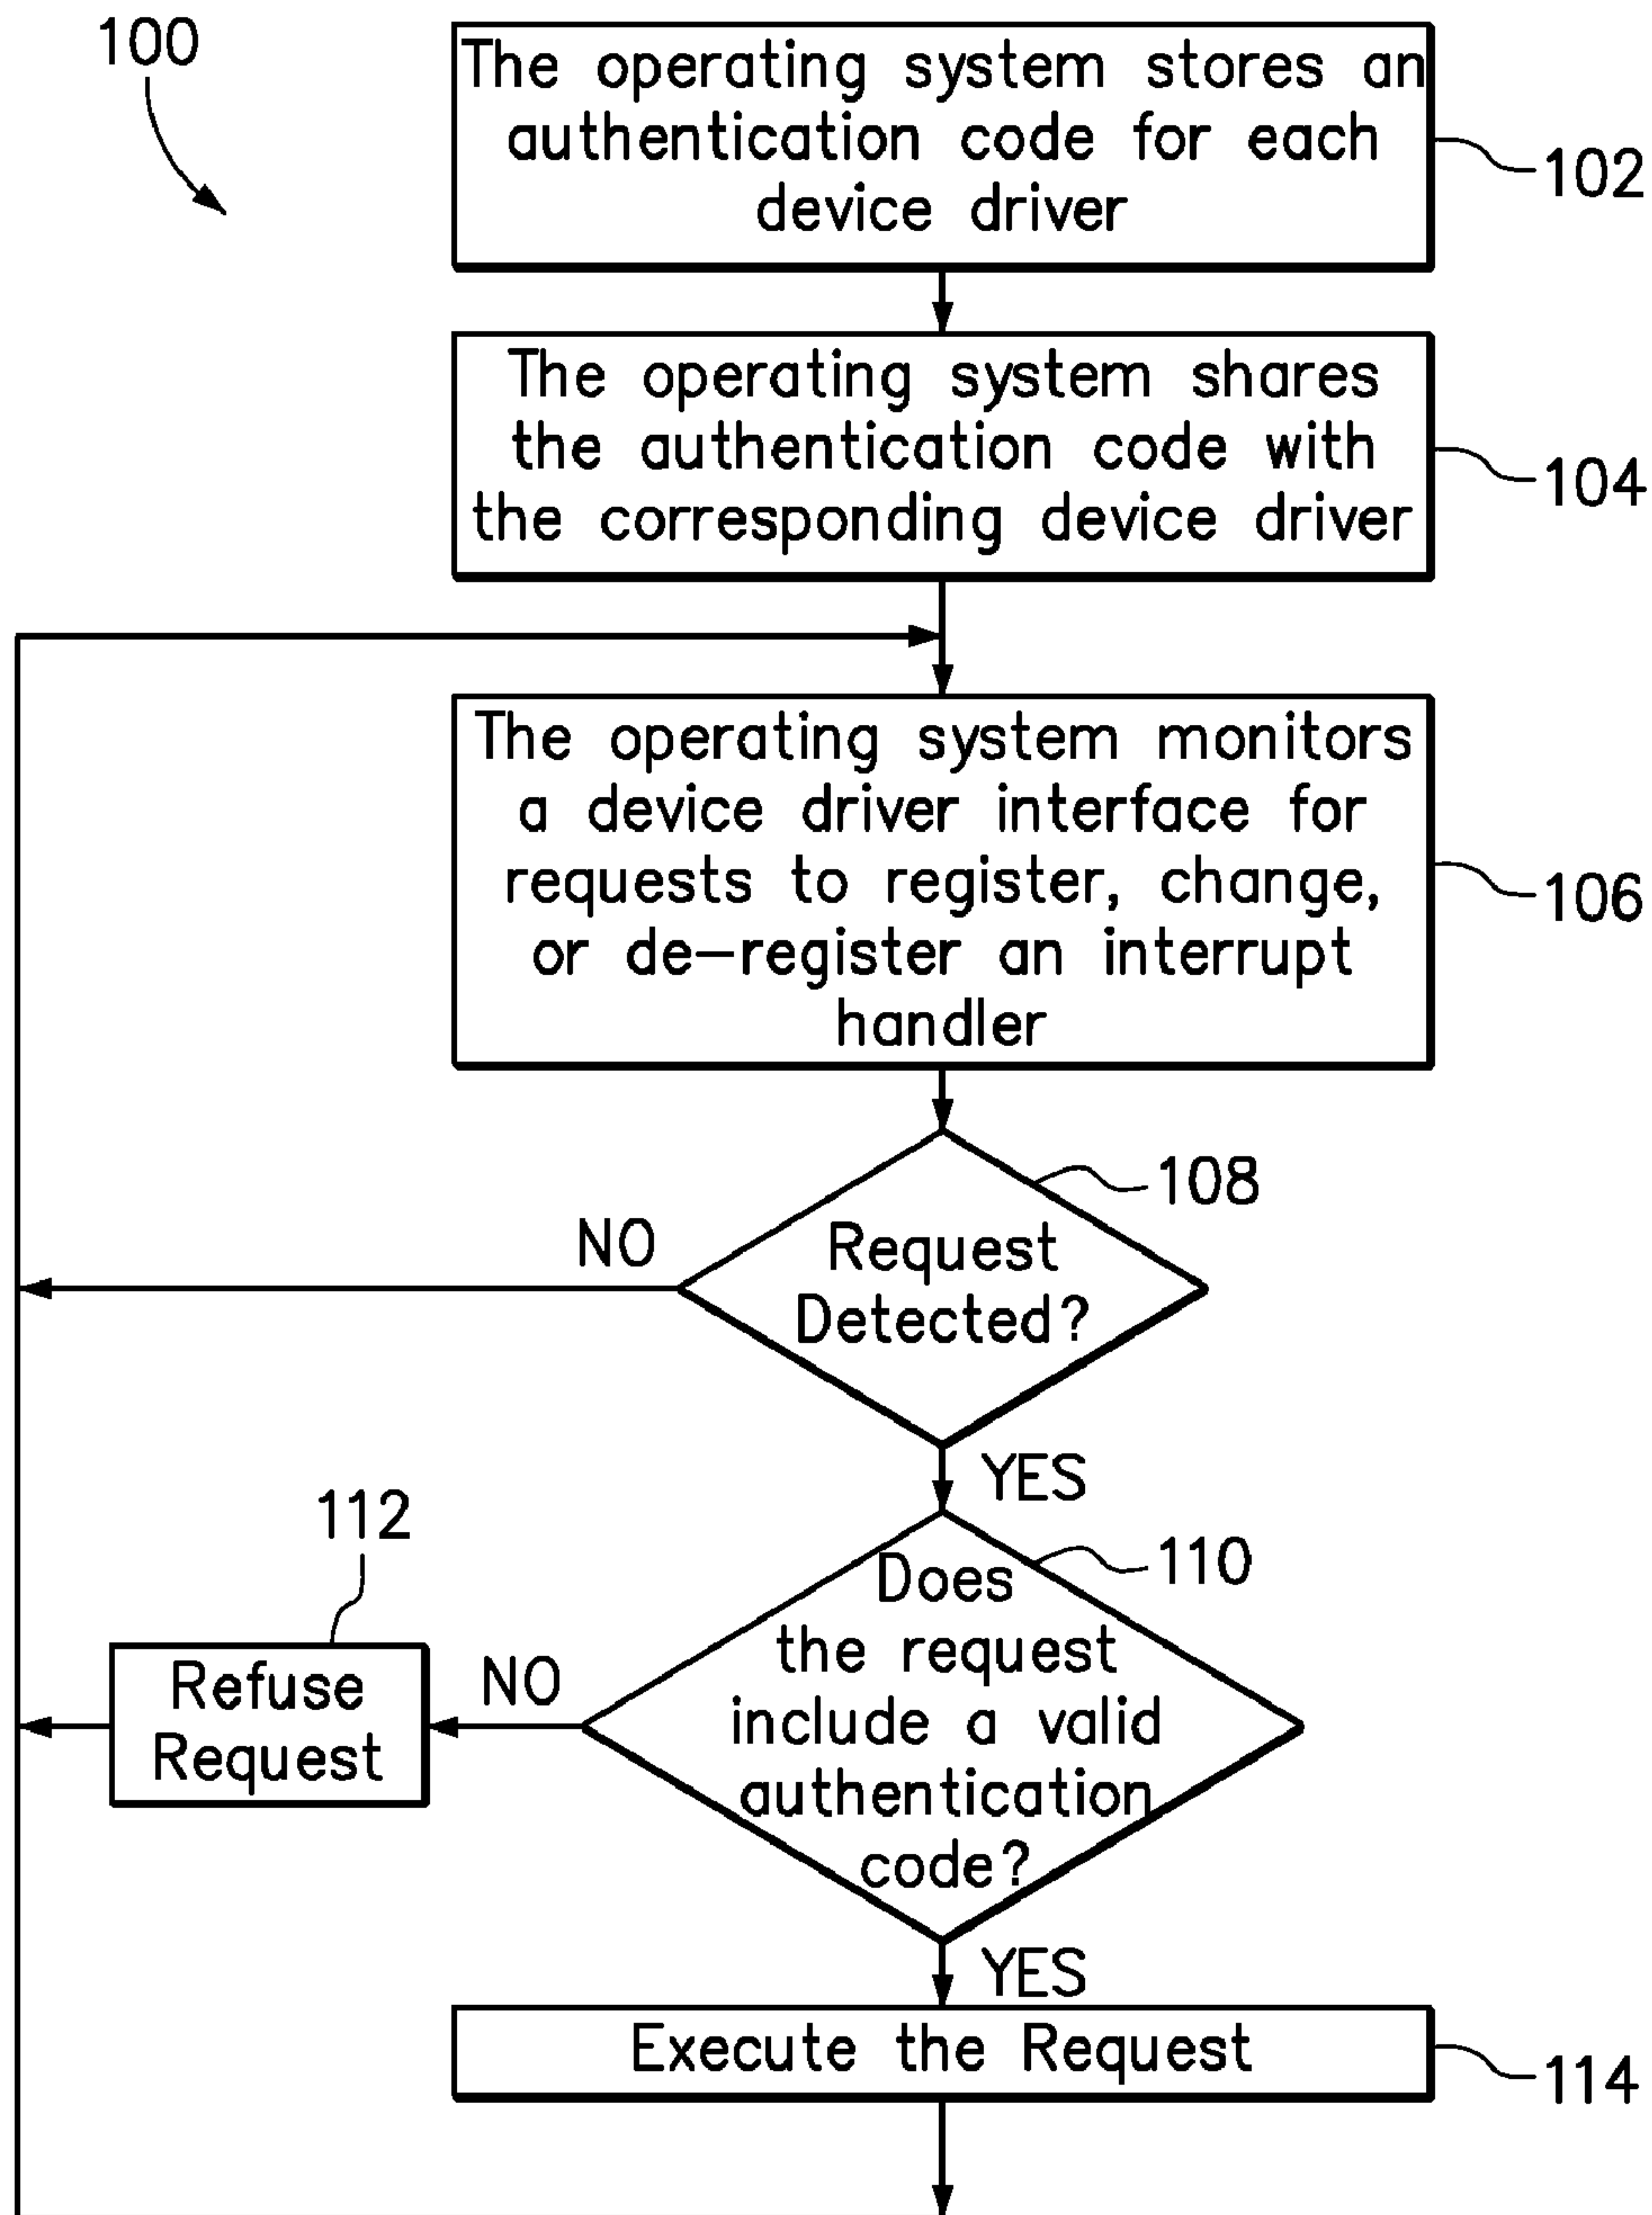 100
The operating system stores an
authentication code for each
device driver
102
The operating system shares
the authentication code with
the corresponding device driver
104
The operating system monitors
a device driver interface for
requests to register, change,
or de-register an interrupt
handler
106
108
Request
Detected?
NO
YES
110
Does
the request
include a valid
authentication
code?
NO
112
Refuse
Request
YES
Execute the Request
114